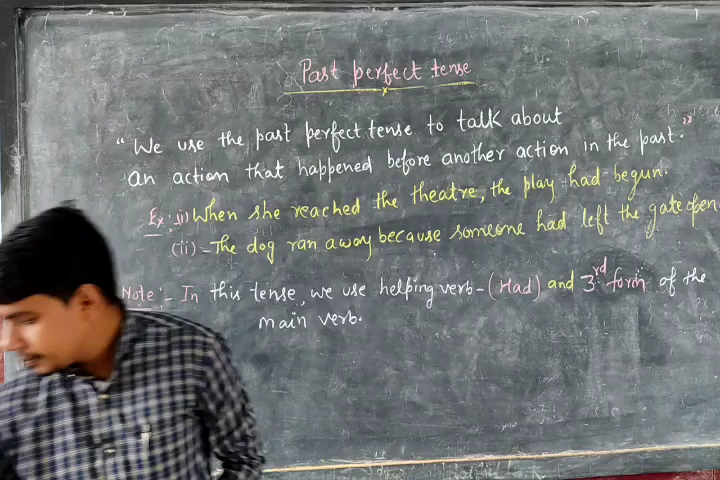 Past perfect tense
"We use the past perfect tense to talk about
an action that happened before another action in the past."
Ex. (i) When she reached the theatre, the play had begun.
(ii) - The dog ran away because someone had left the gate open
Note:- In this tense, we use helping verb - (Had) and 3rd form of the
main verb.